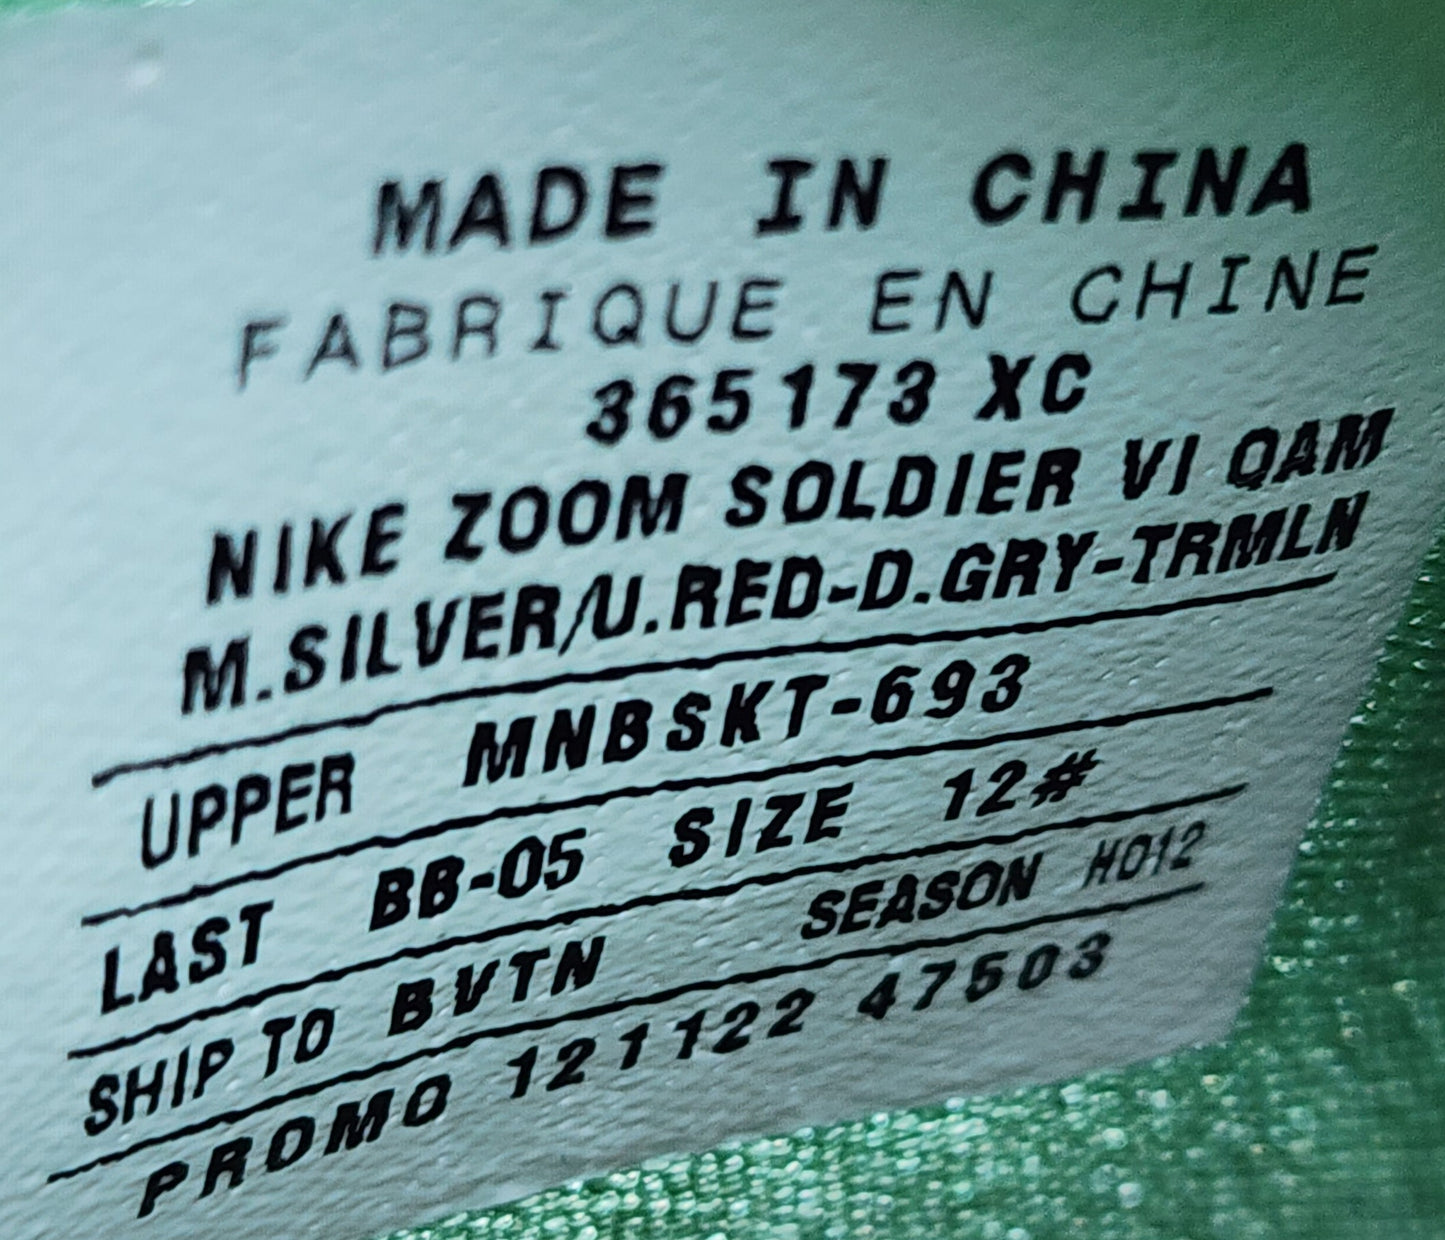 MADE IN CHINA
FABRIQUE EN CHINE
365173 XC
NIKE ZOOM SOLDIER VI QAM
M.SILVER/U.RED-D.GRY-TRMLN
UPPER MNBSKT-693
LAST BB-05 SIZE 12#
SHIP TO BVTN SEASON HO12
PROMO 121122 47503